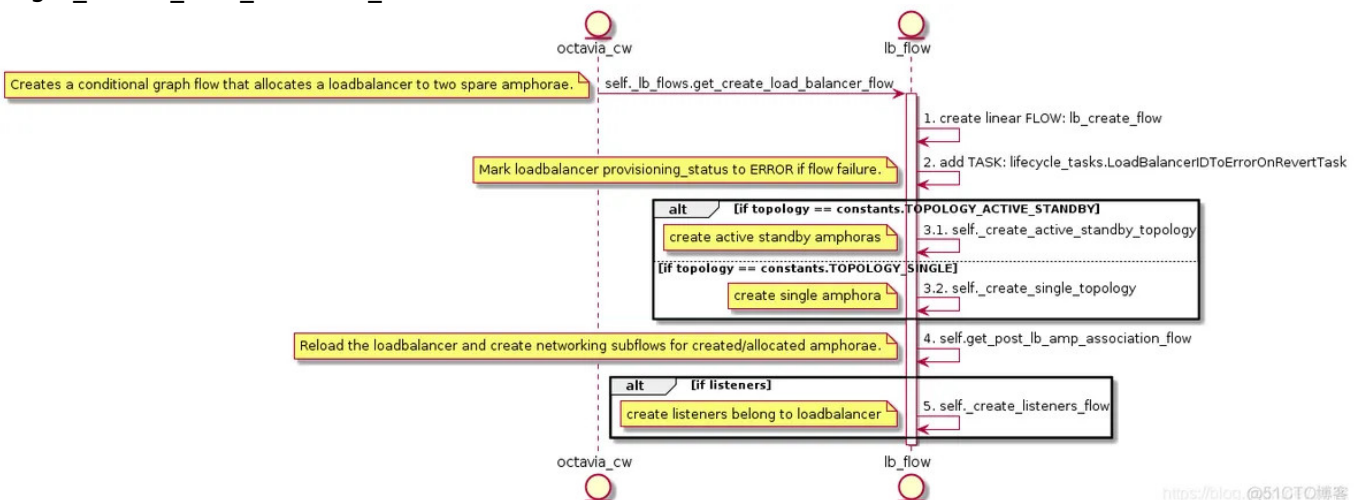 octavia_cw lb_flow
Creates a conditional graph flow that allocates a loadbalancer to two spare amphorae.
self._lb_flows.get_create_load_balancer_flow
1. create linear FLOW: lb_create_flow
Mark loadbalancer provisioning_status to ERROR if flow failure.
2. add TASK: lifecycle_tasks.LoadBalancerIDToErrorOnRevertTask
alt [if topology == constants.TOPOLOGY_ACTIVE_STANDBY]
create active standby amphoras
3.1. self._create_active_standby_topology
[if topology == constants.TOPOLOGY_SINGLE]
create single amphora
3.2. self._create_single_topology
Reload the loadbalancer and create networking subflows for created/allocated amphorae.
4. self.get_post_lb_amp_association_flow
alt [if listeners]
create listeners belong to loadbalancer
5. self._create_listeners_flow
octavia_cw lb_flow
https://blog. @51CTO博客